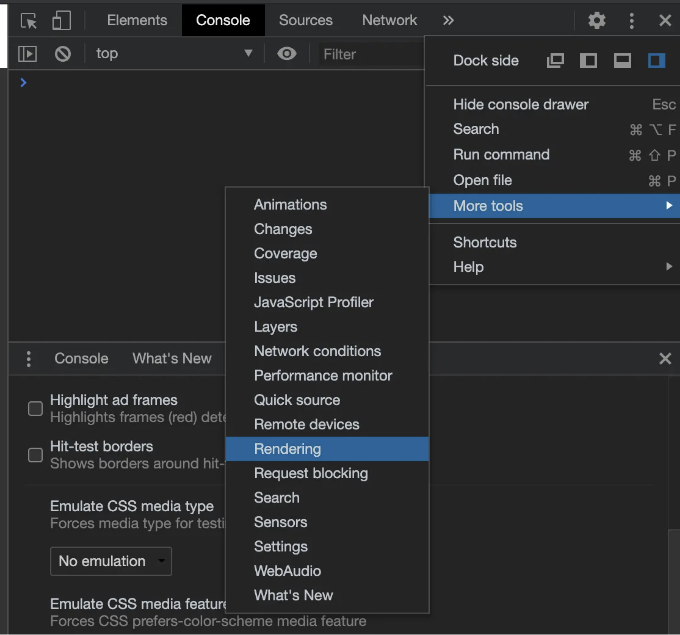 Elements Console Sources Network »
top Filter
Dock side
Hide console drawer Esc
Search ⌘ ⌥ F
Run command ⌘ ⇧ P
Open file ⌘ P
More tools
Shortcuts
Help
Animations
Changes
Coverage
Issues
JavaScript Profiler
Layers
Network conditions
Performance monitor
Quick source
Remote devices
Rendering
Request blocking
Search
Sensors
Settings
WebAudio
What's New
Console What's New
Highlight ad frames
Highlights frames (red) dete
Hit-test borders
Shows borders around hit-
Emulate CSS media type
Forces media type for testi
No emulation
Emulate CSS media feature
Forces CSS prefers-color-scheme media feature